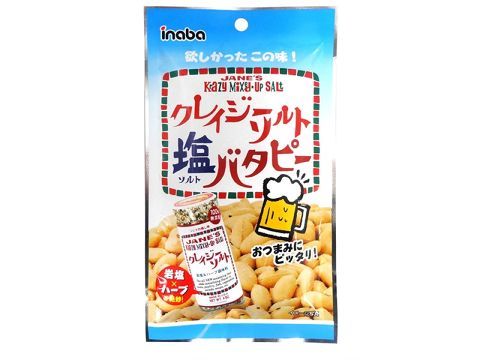 inaba
欲しかった この味！
JANE'S
KRAZY MIXED-UP SALT
クレイジーソルト
塩バタピー
ソルト
おつまみに
ピッタリ！
JANE'S
クレイジーソルト
岩塩
×
ハーブ